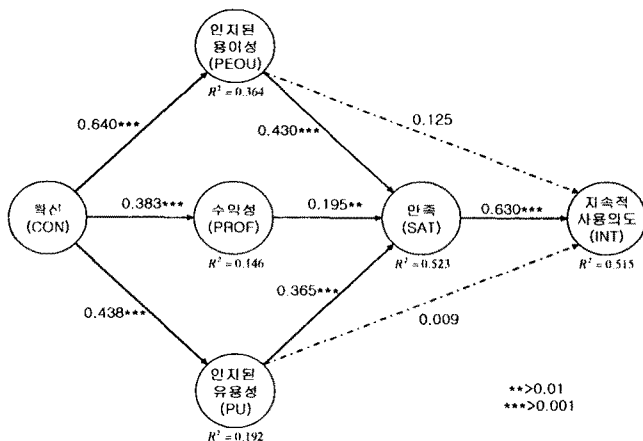 인지된
용이성
(PEOU)
R² = 0.364
0.640***
0.430***
0.125
확신
(CON)
0.383***
수익성
(PROF)
R² = 0.146
0.195**
만족
(SAT)
R² = 0.523
0.630***
지속적
사용의도
(INT)
R² = 0.515
0.438***
0.365***
0.009
인지된
유용성
(PU)
R² = 0.192
**>0.01
***>0.001